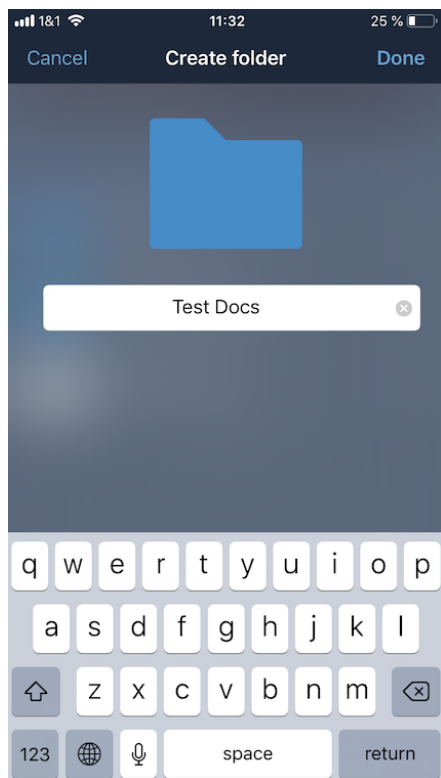 1&1 11:32 25 %
Cancel Create folder Done
Test Docs
q w e r t y u i o p
a s d f g h j k l
z x c v b n m
123 space return